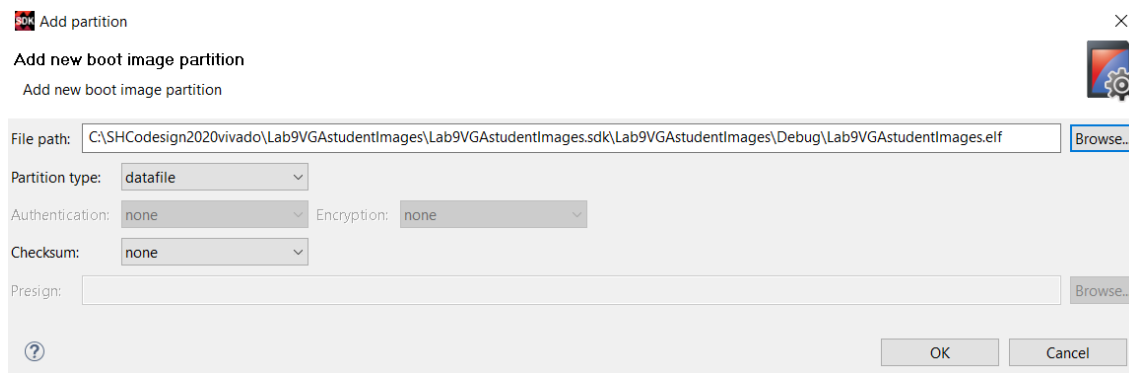 SDK Add partition
Add new boot image partition
Add new boot image partition
File path: C:\SHCodesign2020vivado\Lab9VGAstudentImages\Lab9VGAstudentImages.sdk\Lab9VGAstudentImages\Debug\Lab9VGAstudentImages.elf Browse..
Partition type: datafile
Authentication: none Encryption: none
Checksum: none
Presign: Browse..
? OK Cancel